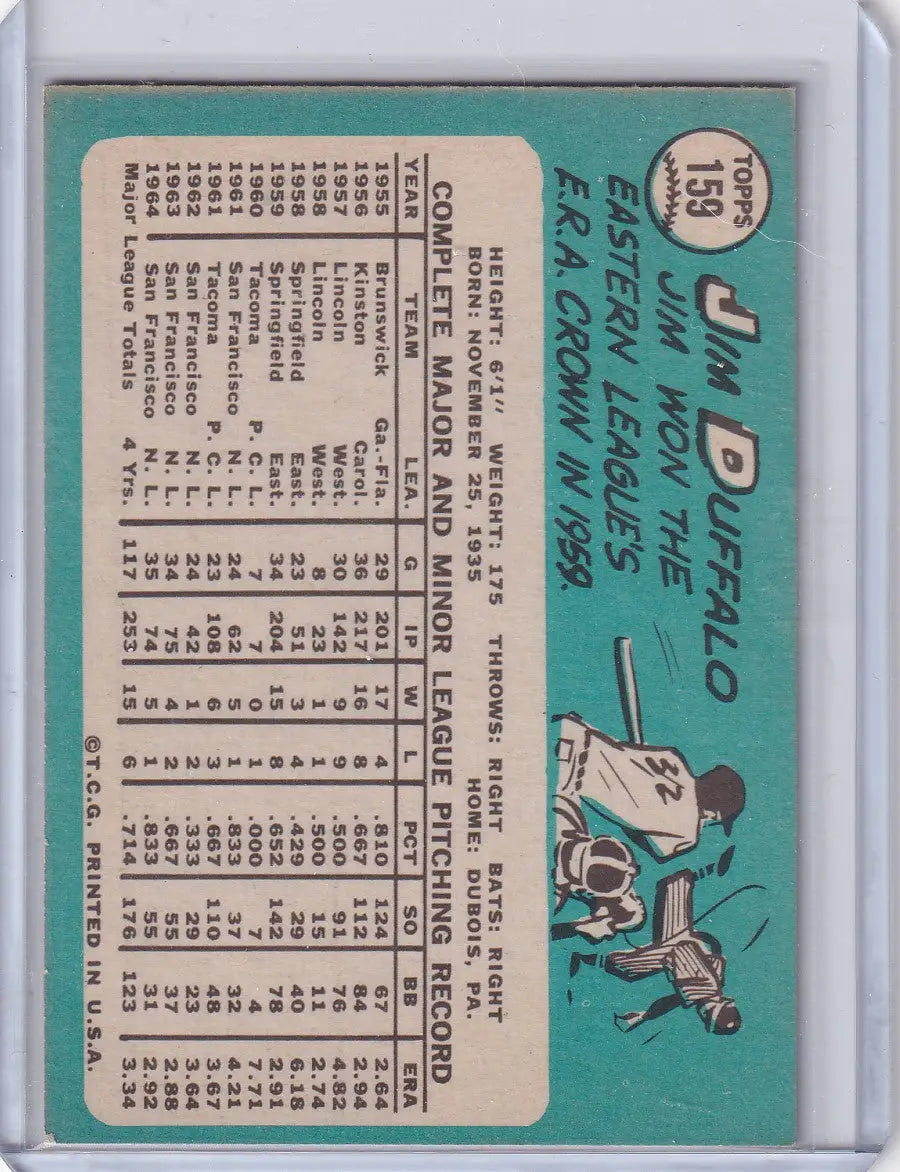 TOPPS
159
JIM DUFFALO
JIM WON THE
EASTERN LEAGUE'S
E.R.A. CROWN IN 1959.
32
HEIGHT: 6'1" WEIGHT: 175 THROWS: RIGHT BATS: RIGHT
BORN: NOVEMBER 25, 1935 HOME: DUBOIS, PA.
COMPLETE MAJOR AND MINOR LEAGUE PITCHING RECORD
YEAR TEAM LEA. G IP W L PCT SO BB ERA
1955 Brunswick Ga.-Fla. 29 201 17 4 .810 124 67 2.64
1956 Kinston Carol. 36 217 16 8 .667 112 84 2.94
1957 Lincoln West. 30 142 9 9 .500 91 76 4.82
1958 Lincoln West. 8 23 1 1 .500 15 11 2.74
1958 Springfield East. 23 51 3 4 .429 29 40 6.18
1959 Springfield East. 34 204 15 8 .652 142 78 2.91
1960 Tacoma P. C. L. 7 7 0 1 .000 7 4 7.71
1961 San Francisco N. L. 24 62 5 1 .833 37 32 4.21
1961 Tacoma P. C. L. 23 108 6 3 .667 110 48 3.67
1962 San Francisco N. L. 24 42 1 2 .333 29 23 3.64
1963 San Francisco N. L. 34 75 4 2 .667 55 37 2.88
1964 San Francisco N. L. 35 74 5 1 .833 55 31 2.92
Major League Totals 4 Yrs. 117 253 15 6 .714 176 123 3.34
©T.C.G. PRINTED IN U.S.A.